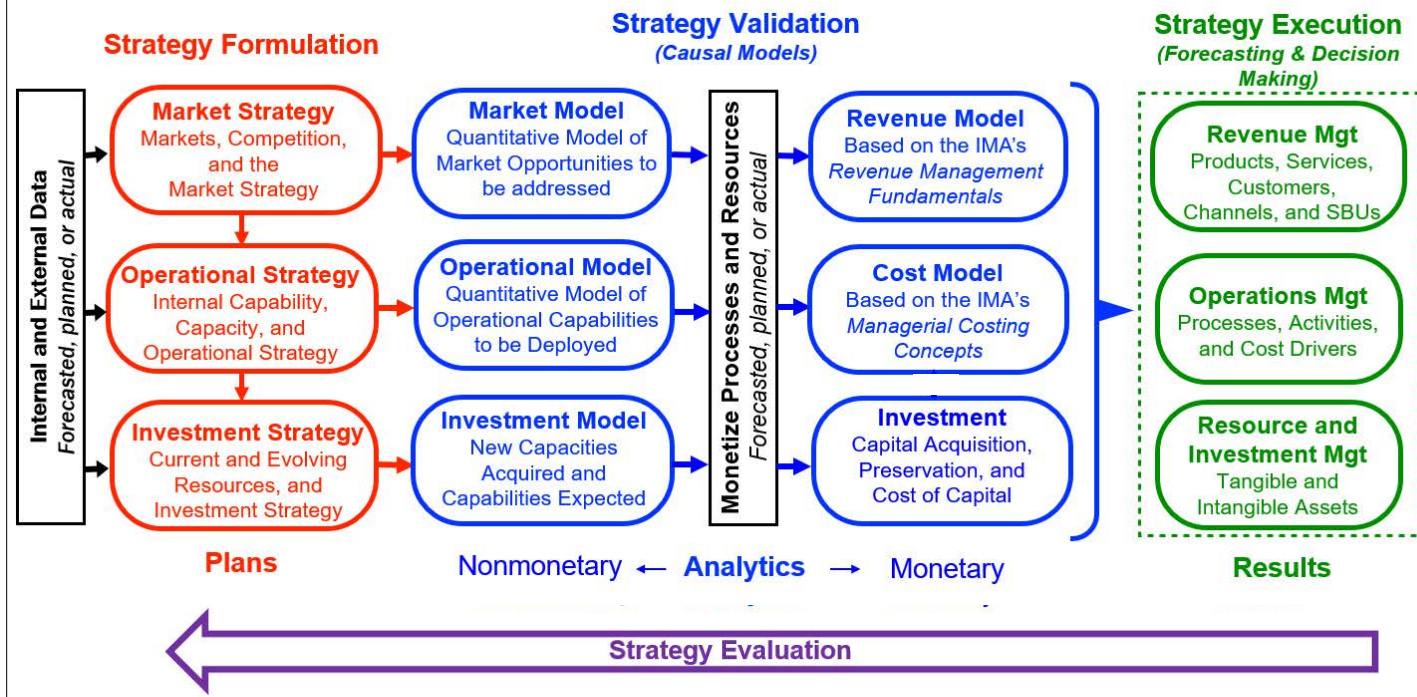 Strategy Formulation
Strategy Validation
(Causal Models)
Strategy Execution
(Forecasting & Decision
Making)
Internal and External Data
Forecasted, planned, or actual
Market Strategy
Markets, Competition,
and the
Market Strategy
Operational Strategy
Internal Capability,
Capacity, and
Operational Strategy
Investment Strategy
Current and Evolving
Resources, and
Investment Strategy
Market Model
Quantitative Model of
Market Opportunities to
be addressed
Operational Model
Quantitative Model of
Operational Capabilities
to be Deployed
Investment Model
New Capacities
Acquired and
Capabilities Expected
Monetize Processes and Resources
Forecasted, planned, or actual
Revenue Model
Based on the IMA's
Revenue Management
Fundamentals
Cost Model
Based on the IMA's
Managerial Costing
Concepts
Investment
Capital Acquisition,
Preservation, and
Cost of Capital
Revenue Mgt
Products, Services,
Customers,
Channels, and SBUs
Operations Mgt
Processes, Activities,
and Cost Drivers
Resource and
Investment Mgt
Tangible and
Intangible Assets
Plans
Nonmonetary Analytics Monetary
Results
Strategy Evaluation